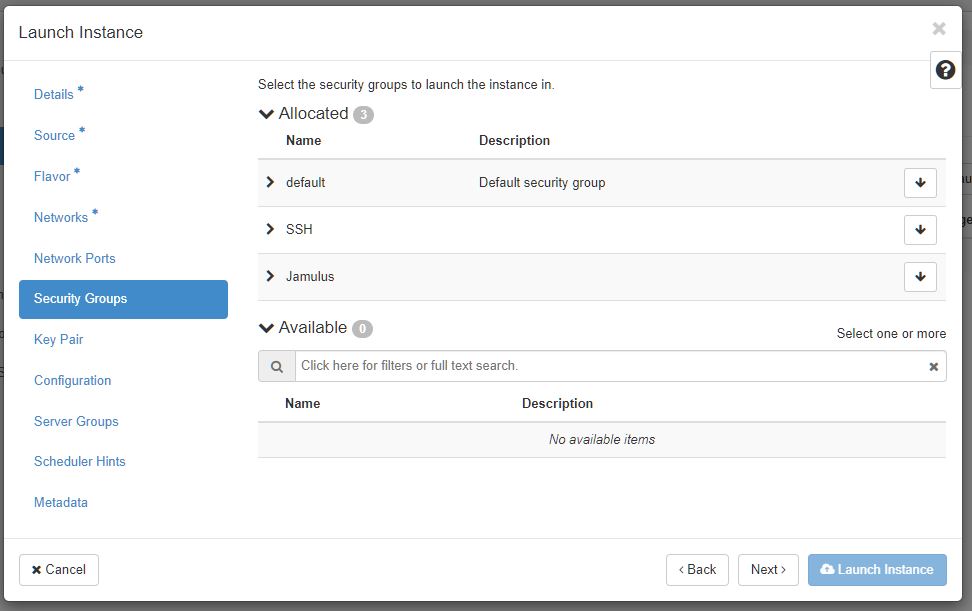 Launch Instance
Details *
Source *
Flavor *
Networks *
Network Ports
Security Groups
Key Pair
Configuration
Server Groups
Scheduler Hints
Metadata
Select the security groups to launch the instance in.
Allocated 3
Name Description
default Default security group
SSH
Jamulus
Available 0
Select one or more
Click here for filters or full text search.
Name Description
No available items
Cancel
< Back
Next >
Launch Instance